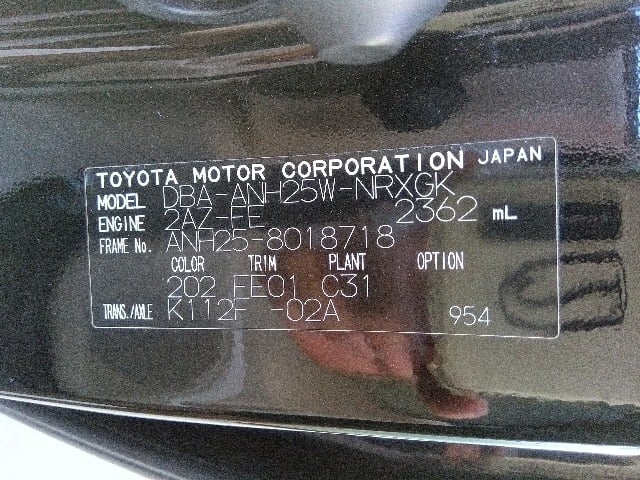 TOYOTA MOTOR CORPORATION JAPAN
MODEL DBA-ANH25W-NRXGK
ENGINE 2AZ-FE 2362 mL
FRAME No. ANH25-8018718
COLOR TRIM PLANT OPTION
202 FE01 C31
TRANS./AXLE K112F -02A 954